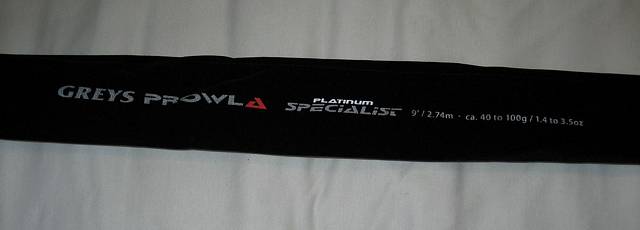 GREYS PROWLA PLATINUM SPECIALIST 9' / 2.74m · ca. 40 to 100g / 1.4 to 3.5oz